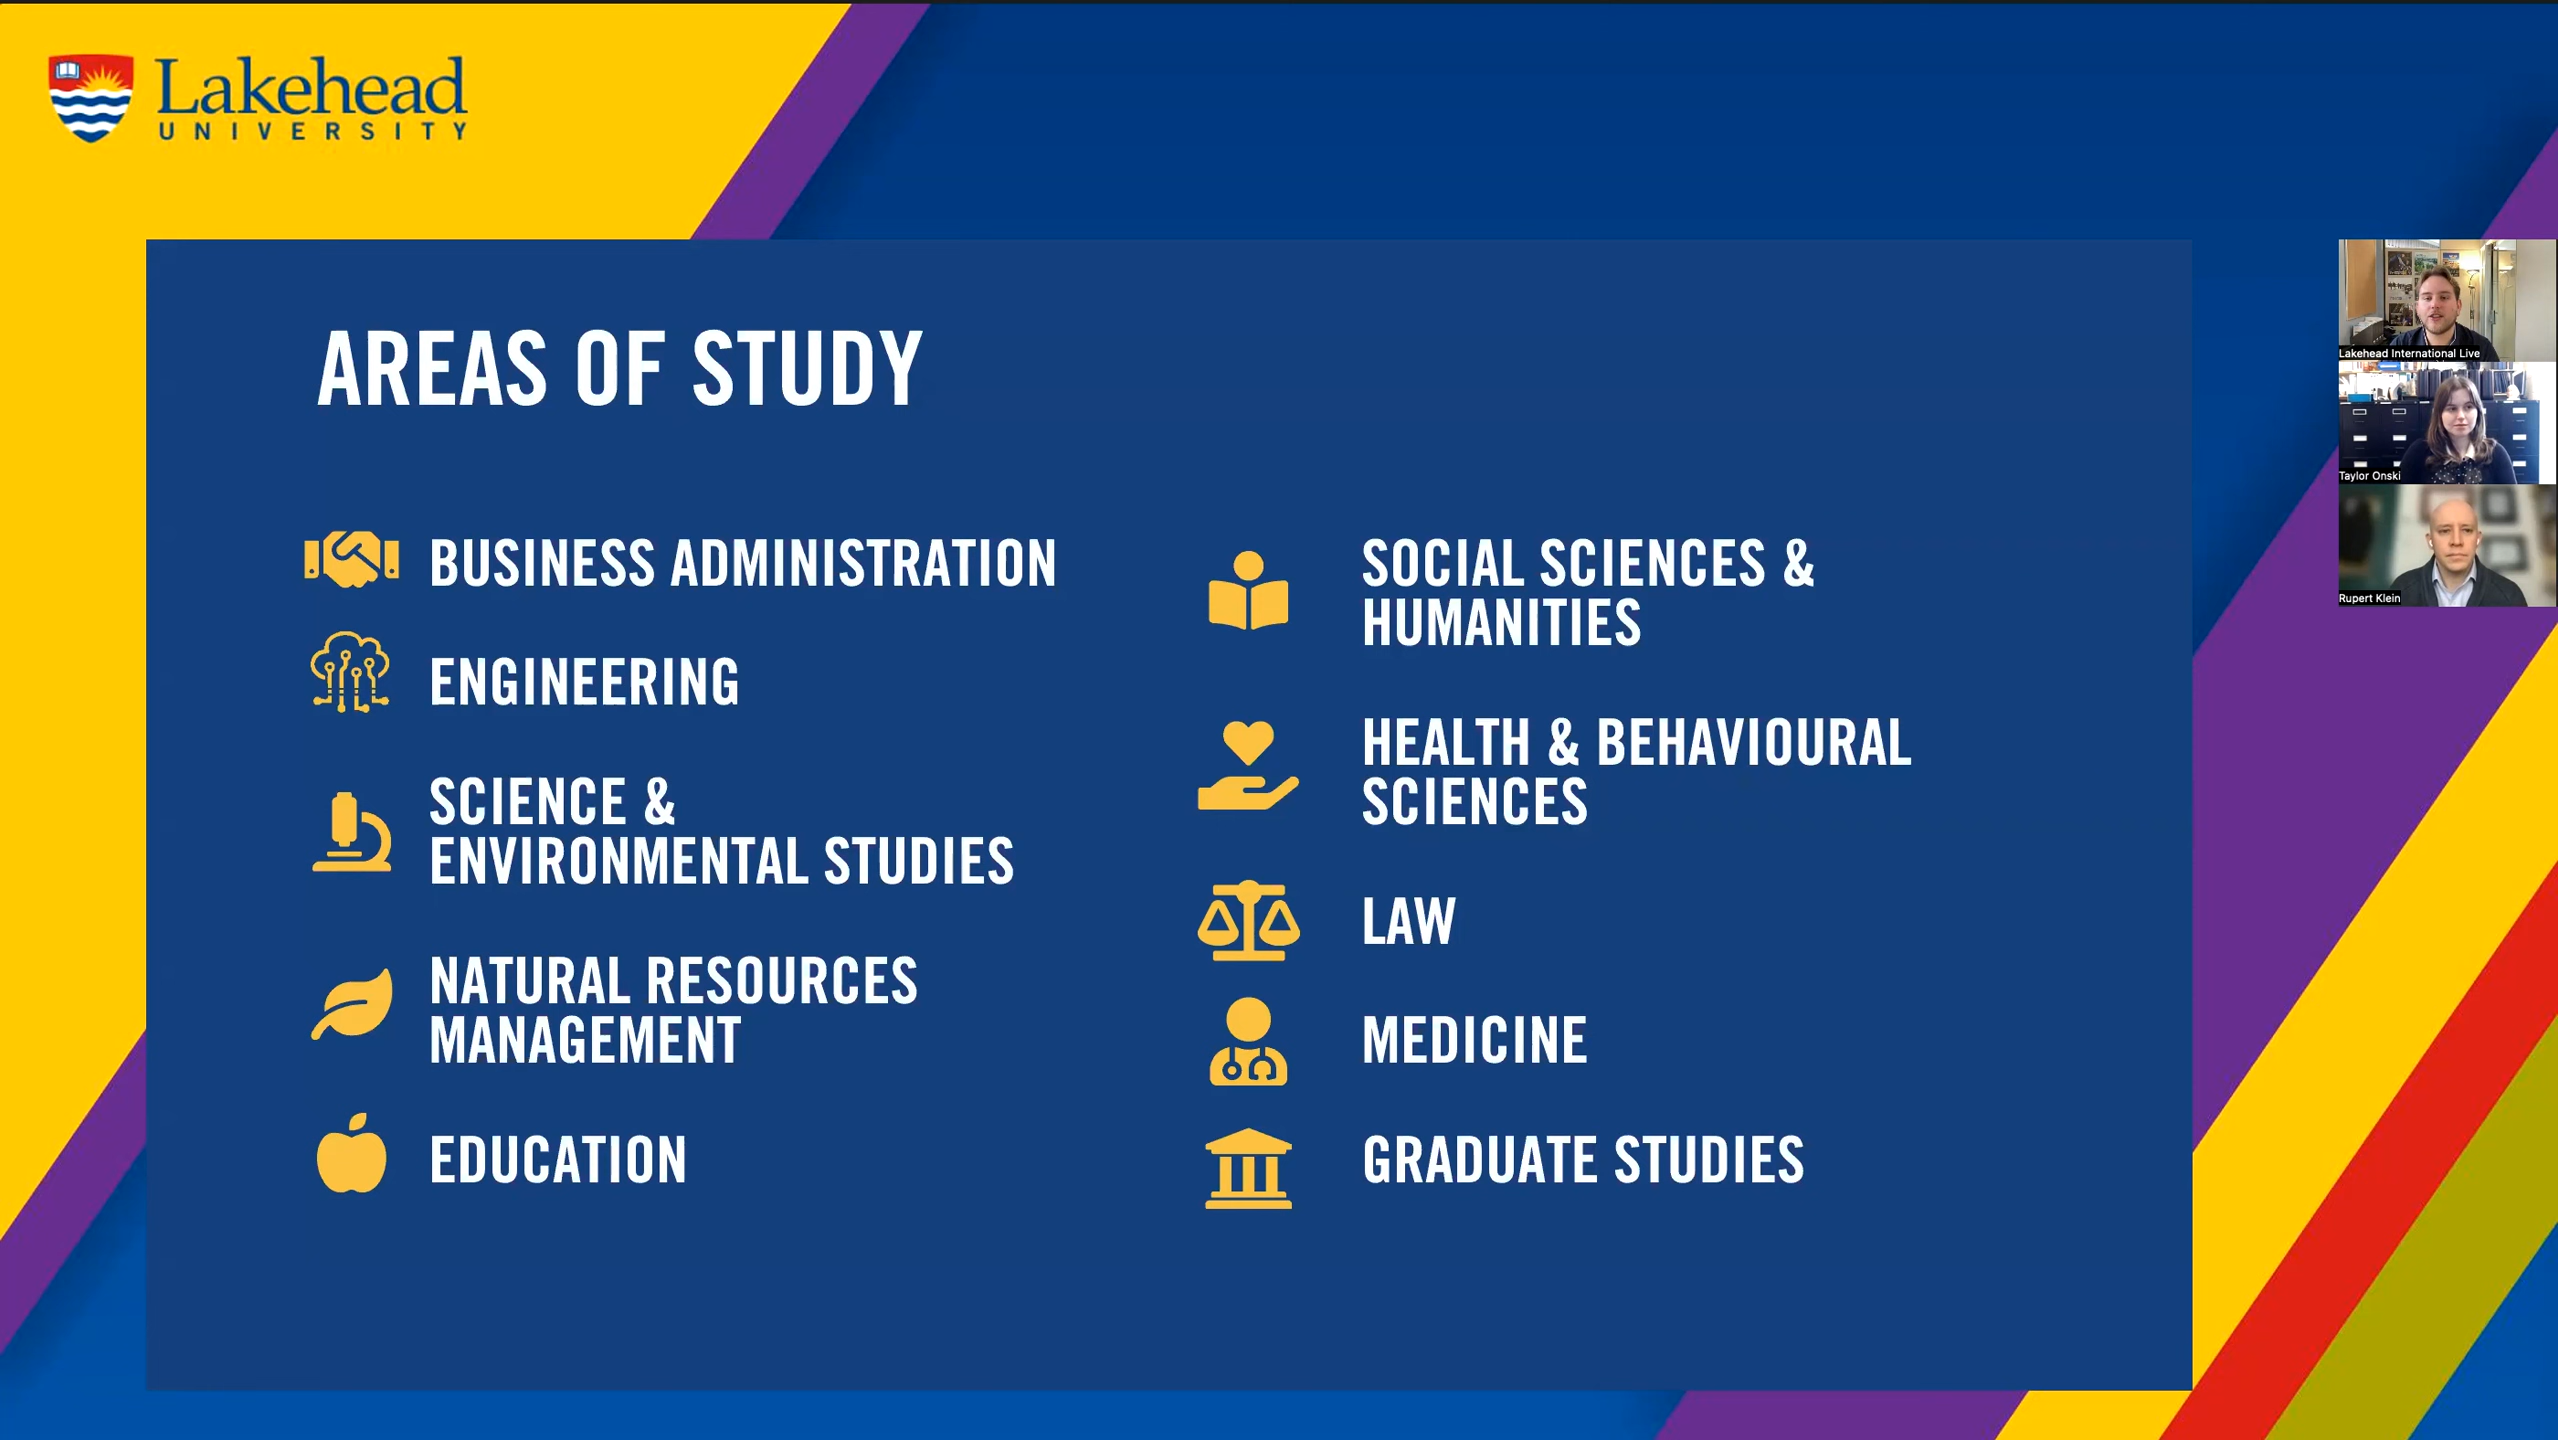 Lakehead
UNIVERSITY
AREAS OF STUDY
BUSINESS ADMINISTRATION
ENGINEERING
SCIENCE &
ENVIRONMENTAL STUDIES
NATURAL RESOURCES
MANAGEMENT
EDUCATION
SOCIAL SCIENCES &
HUMANITIES
HEALTH & BEHAVIOURAL
SCIENCES
LAW
MEDICINE
GRADUATE STUDIES
Lakehead International Live
Taylor Onski
Rupert Klein